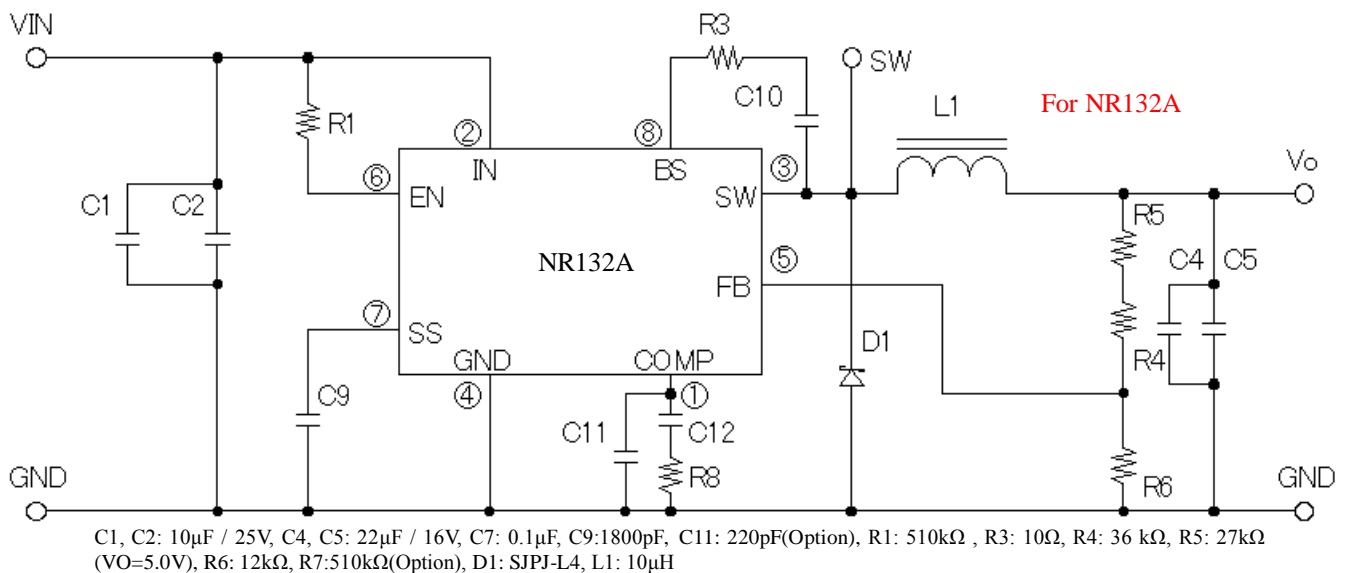 VIN
R3
SW
C10
L1
For NR132A
R1
②
⑧
③
Vo
IN
BS
⑥
EN
SW
C1
C2
R5
NR132A
⑤
C4
C5
FB
⑦
SS
D1
R4
GND
COMP
C9
④
①
C11
C12
R8
R6
GND
GND
C1, C2: 10μF / 25V, C4, C5: 22μF / 16V, C7: 0.1μF, C9:1800pF, C11: 220pF(Option), R1: 510kΩ , R3: 10Ω, R4: 36 kΩ, R5: 27kΩ
(VO=5.0V), R6: 12kΩ, R7:510kΩ(Option), D1: SJPJ-L4, L1: 10μH